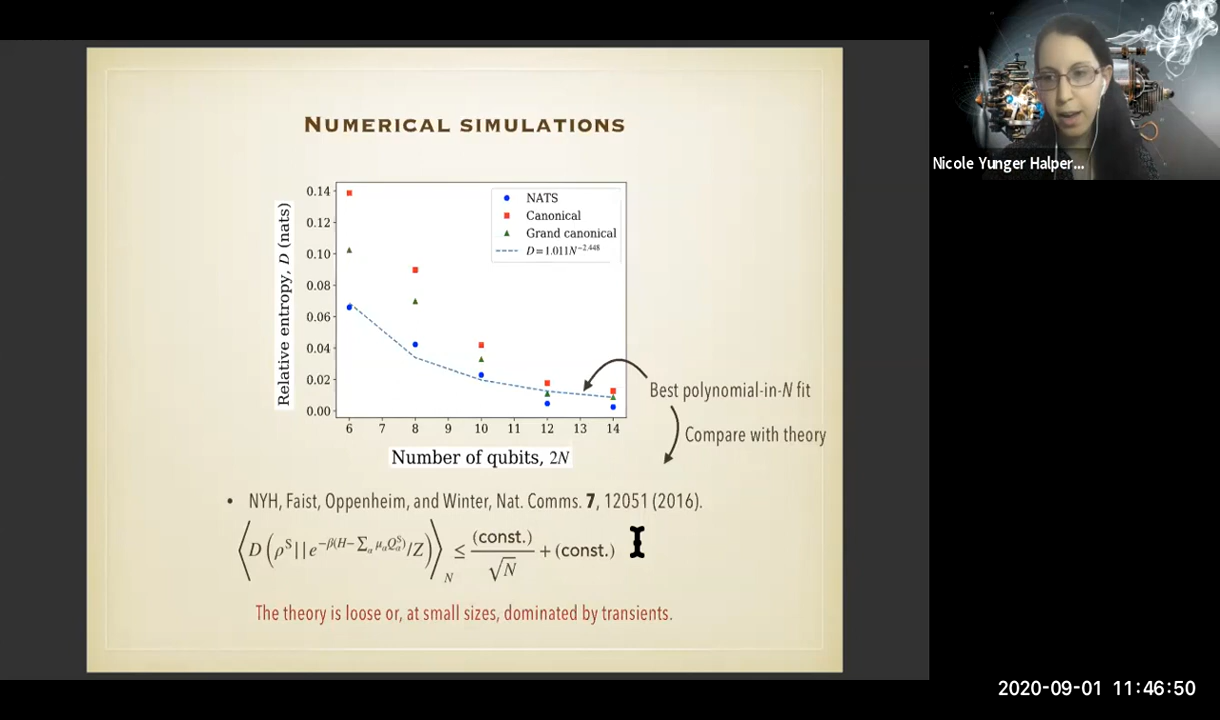 NUMERICAL SIMULATIONS
Relative entropy, D (nats)
0.14
0.12
0.10
0.08
0.06
0.04
0.02
0.00
NATS
Canonical
Grand canonical
D = 1.011N^{-2.448}
6 7 8 9 10 11 12 13 14
Number of qubits, 2N
Best polynomial-in-N fit
Compare with theory
• NYH, Faist, Oppenheim, and Winter, Nat. Comms. 7, 12051 (2016).
⟨D(ρ^S||e^{-β(H-∑_α μ_α Q_α^S)}/Z)⟩_N ≤ (const.)/√N + (const.)
The theory is loose or, at small sizes, dominated by transients.
Nicole Yunger Halper...
2020-09-01 11:46:50